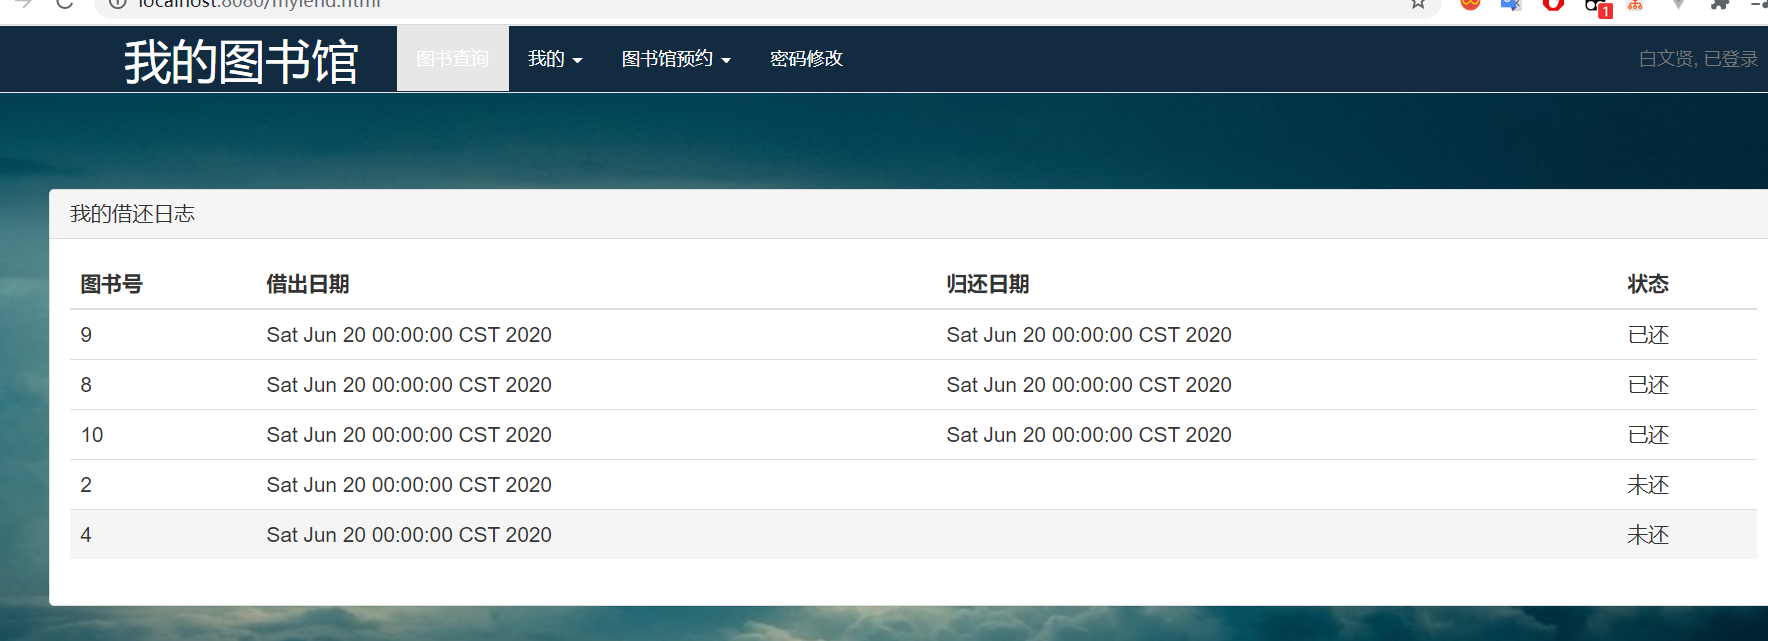 localhost:8080/mylend.html
1
我的图书馆 图书查询 我的 图书馆预约 密码修改 白文贤, 已登录
我的借还日志
图书号 借出日期 归还日期 状态
9 Sat Jun 20 00:00:00 CST 2020 Sat Jun 20 00:00:00 CST 2020 已还
8 Sat Jun 20 00:00:00 CST 2020 Sat Jun 20 00:00:00 CST 2020 已还
10 Sat Jun 20 00:00:00 CST 2020 Sat Jun 20 00:00:00 CST 2020 已还
2 Sat Jun 20 00:00:00 CST 2020 未还
4 Sat Jun 20 00:00:00 CST 2020 未还